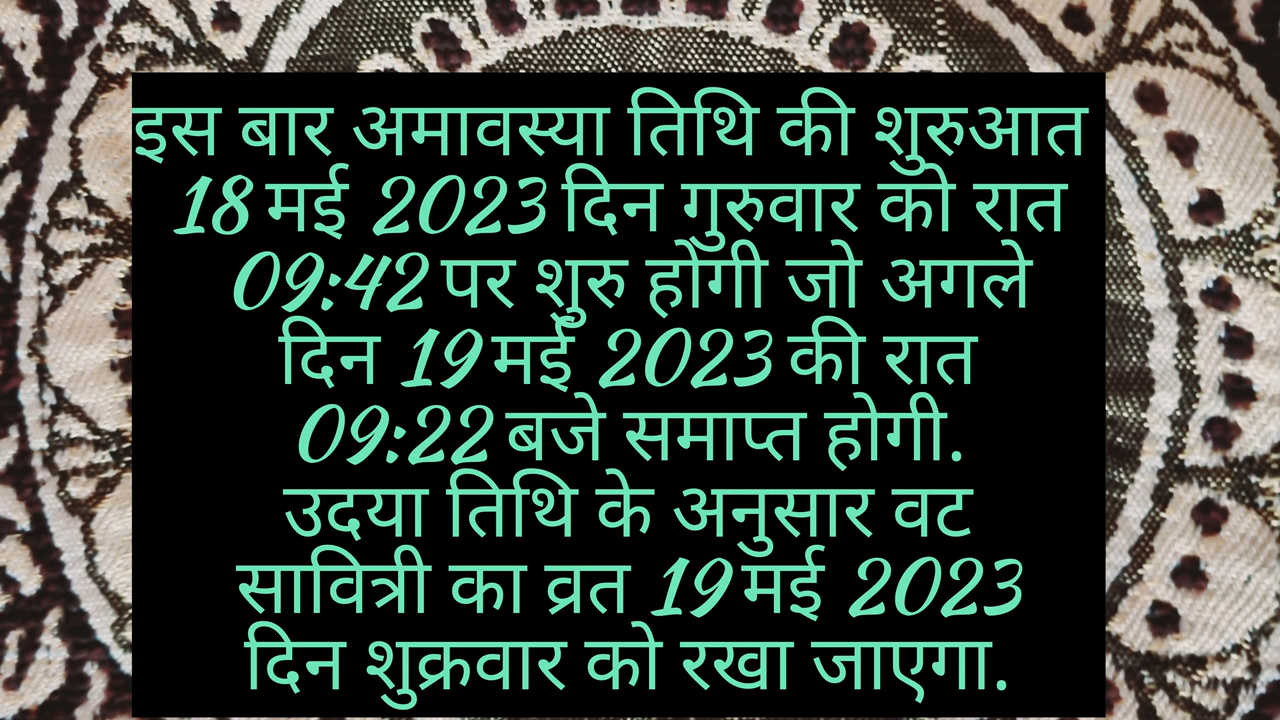 इस बार अमावस्या तिथि की शुरुआत
18 मई 2023 दिन गुरुवार को रात
09:42 पर शुरु होगी जो अगले
दिन 19 मई 2023 की रात
09:22 बजे समाप्त होगी.
उदया तिथि के अनुसार वट
सावित्री का व्रत 19 मई 2023
दिन शुक्रवार को रखा जाएगा.